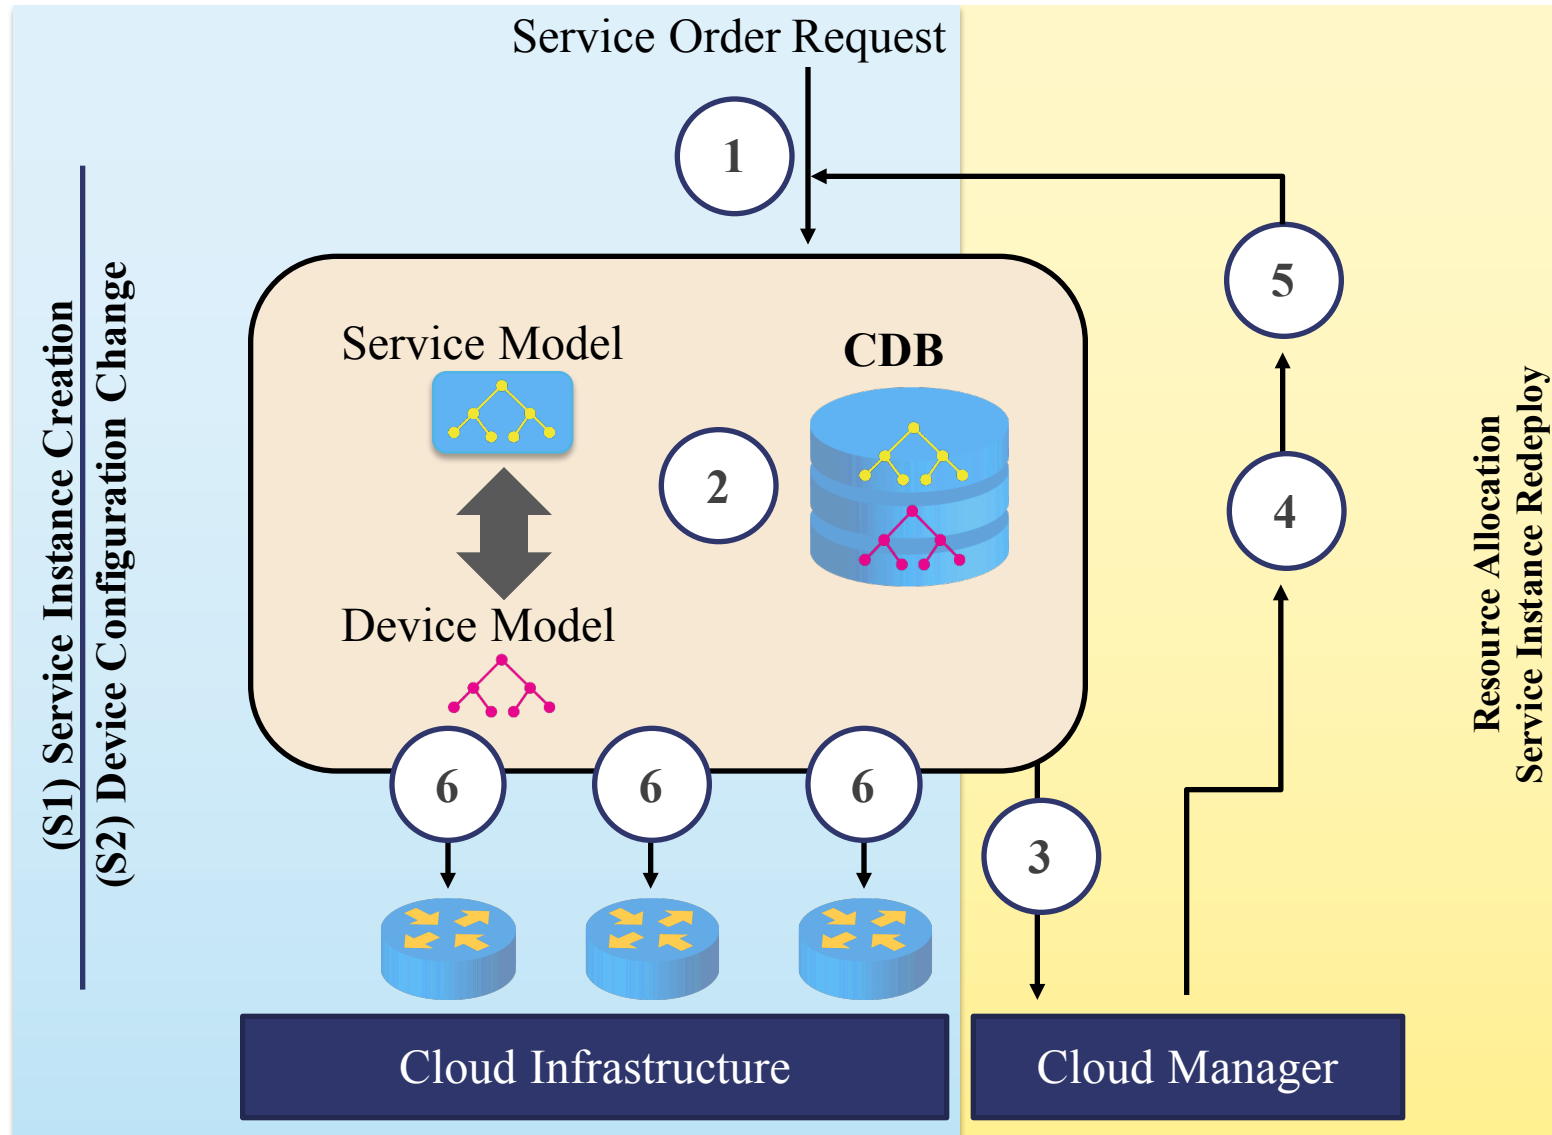 Service Order Request
1
5
Service Model
CDB
2
4
Device Model
6
6
6
3
(S1) Service Instance Creation
(S2) Device Configuration Change
Resource Allocation
Service Instance Redeploy
Cloud Infrastructure
Cloud Manager